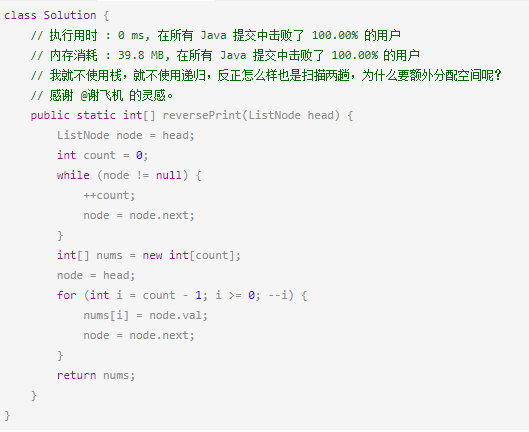 class Solution {
    // 执行用时 : 0 ms, 在所有 Java 提交中击败了 100.00% 的用户
    // 内存消耗 : 39.8 MB, 在所有 Java 提交中击败了 100.00% 的用户
    // 我就不使用栈，就不使用递归，反正怎么样也是扫描两趟，为什么要额外分配空间呢？
    // 感谢 @谢飞机 的灵感。
    public static int[] reversePrint(ListNode head) {
        ListNode node = head;
        int count = 0;
        while (node != null) {
            ++count;
            node = node.next;
        }
        int[] nums = new int[count];
        node = head;
        for (int i = count - 1; i >= 0; --i) {
            nums[i] = node.val;
            node = node.next;
        }
        return nums;
    }
}